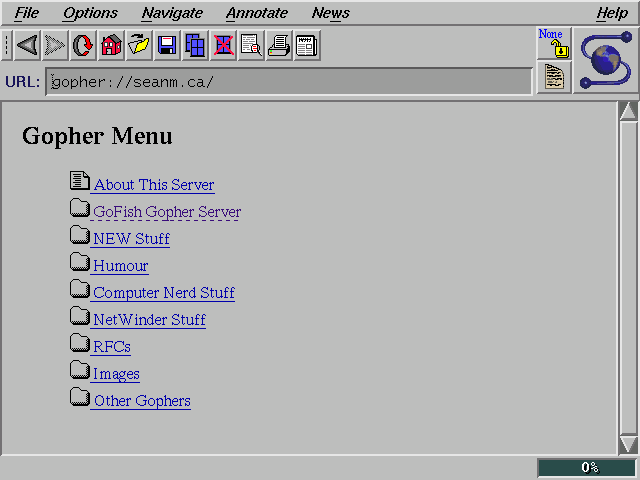 File Options Navigate Annotate News Help
None
URL: gopher://seanm.ca/
Gopher Menu
About This Server
GoFish Gopher Server
NEW Stuff
Humour
Computer Nerd Stuff
NetWinder Stuff
RFCs
Images
Other Gophers
0%